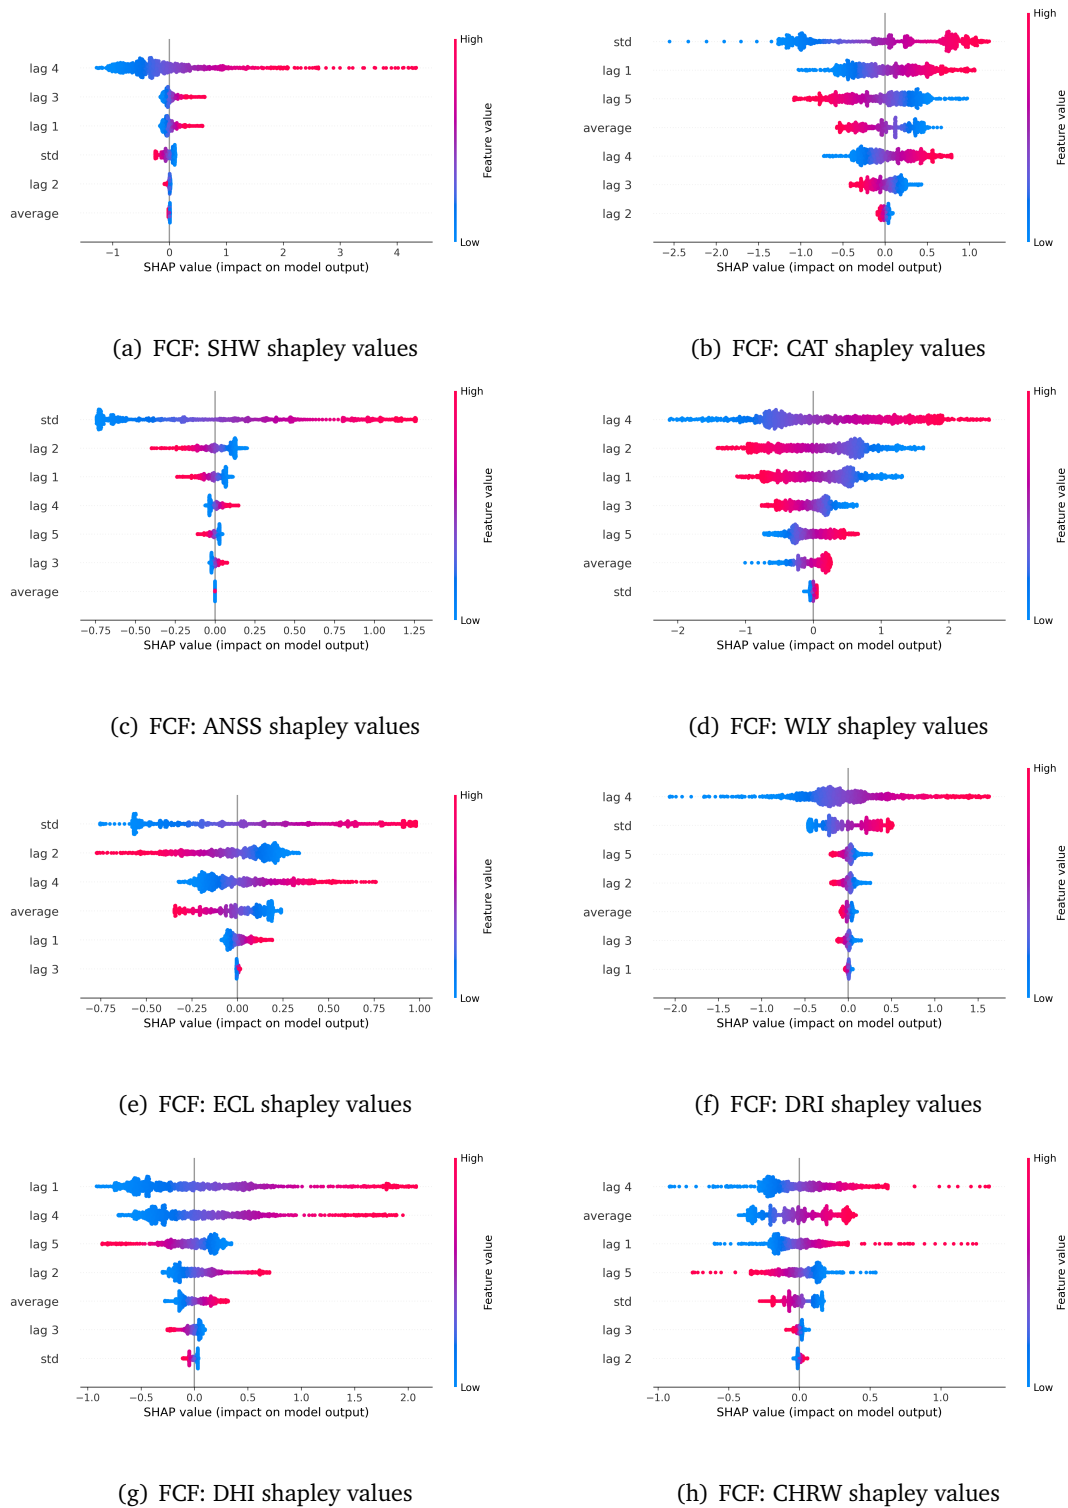 High
lag 4
lag 3
lag 1
std
lag 2
average
Low
Feature value
−1 0 1 2 3 4
SHAP value (impact on model output)
(a) FCF: SHW shapley values
High
std
lag 1
lag 5
average
lag 4
lag 3
lag 2
Low
Feature value
−2.5 −2.0 −1.5 −1.0 −0.5 0.0 0.5 1.0
SHAP value (impact on model output)
(b) FCF: CAT shapley values
High
std
lag 2
lag 1
lag 4
lag 5
lag 3
average
Low
Feature value
−0.75 −0.50 −0.25 0.00 0.25 0.50 0.75 1.00 1.25
SHAP value (impact on model output)
(c) FCF: ANSS shapley values
High
lag 4
lag 2
lag 1
lag 3
lag 5
average
std
Low
Feature value
−2 −1 0 1 2
SHAP value (impact on model output)
(d) FCF: WLY shapley values
High
std
lag 2
lag 4
average
lag 1
lag 3
Low
Feature value
−0.75 −0.50 −0.25 0.00 0.25 0.50 0.75 1.00
SHAP value (impact on model output)
(e) FCF: ECL shapley values
High
lag 4
std
lag 5
lag 2
average
lag 3
lag 1
Low
Feature value
−2.0 −1.5 −1.0 −0.5 0.0 0.5 1.0 1.5
SHAP value (impact on model output)
(f) FCF: DRI shapley values
High
lag 1
lag 4
lag 5
lag 2
average
lag 3
std
Low
Feature value
−1.0 −0.5 0.0 0.5 1.0 1.5 2.0
SHAP value (impact on model output)
(g) FCF: DHI shapley values
High
lag 4
average
lag 1
lag 5
std
lag 3
lag 2
Low
Feature value
−1.0 −0.5 0.0 0.5 1.0
SHAP value (impact on model output)
(h) FCF: CHRW shapley values